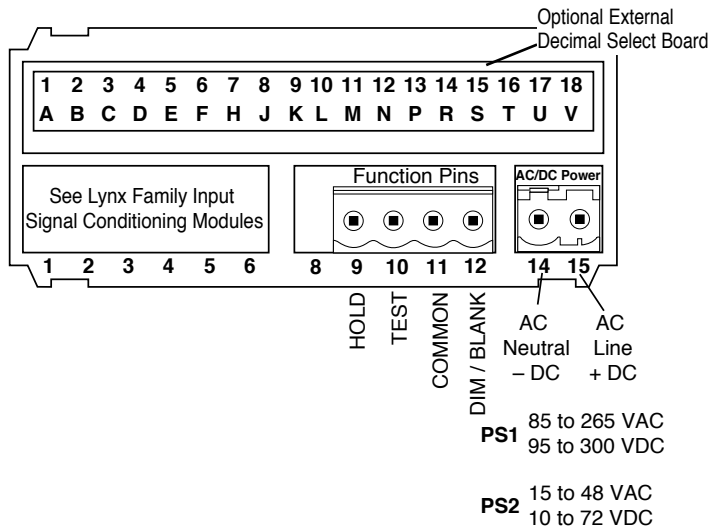 Optional External
Decimal Select Board
1 2 3 4 5 6 7 8 9 10 11 12 13 14 15 16 17 18
A B C D E F H J K L M N P R S T U V
See Lynx Family Input
Signal Conditioning Modules
Function Pins
AC/DC Power
1 2 3 4 5 6 8 9 10 11 12 14 15
HOLD
TEST
COMMON
DIM / BLANK
AC
Neutral
– DC
AC
Line
+ DC
PS1 85 to 265 VAC
95 to 300 VDC
PS2 15 to 48 VAC
10 to 72 VDC